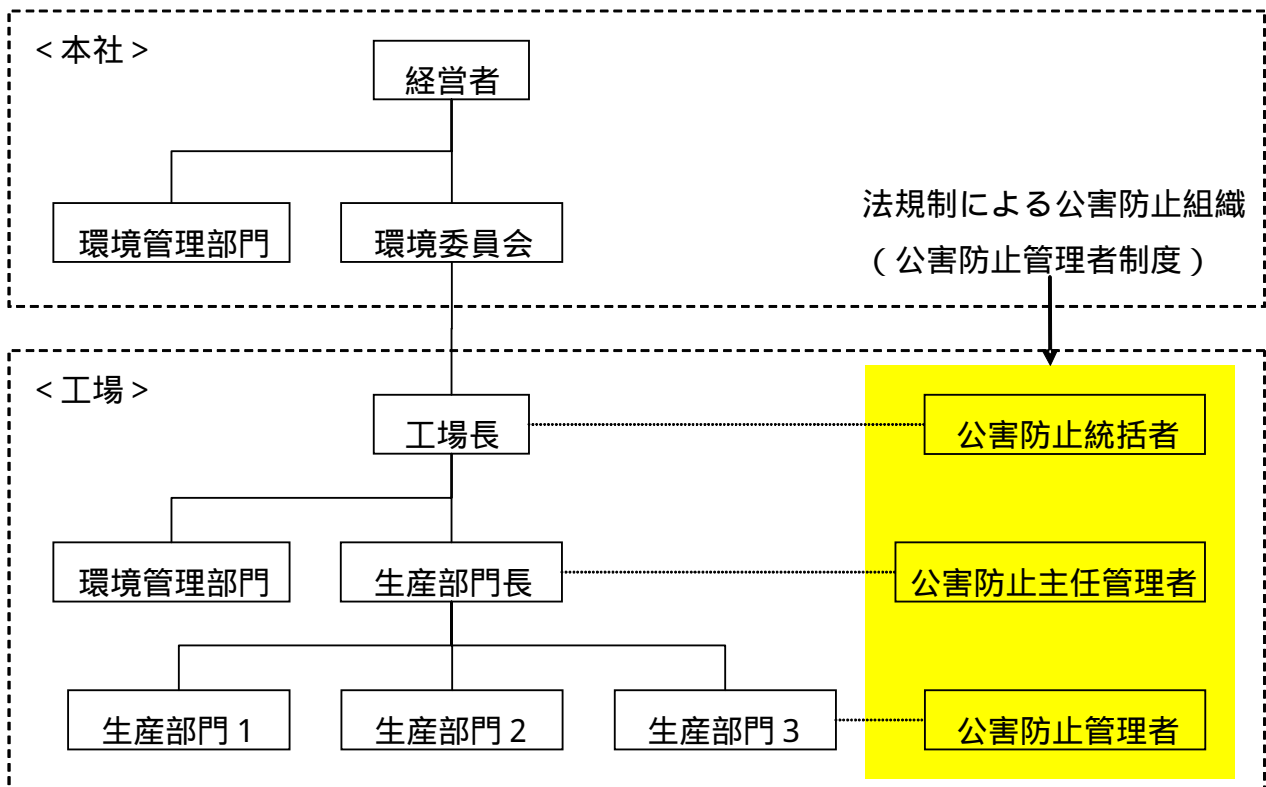 <本社>
経営者
環境管理部門
環境委員会
法規制による公害防止組織
(公害防止管理者制度)
<工場>
工場長
公害防止統括者
環境管理部門
生産部門長
公害防止主任管理者
生産部門1
生産部門2
生産部門3
公害防止管理者